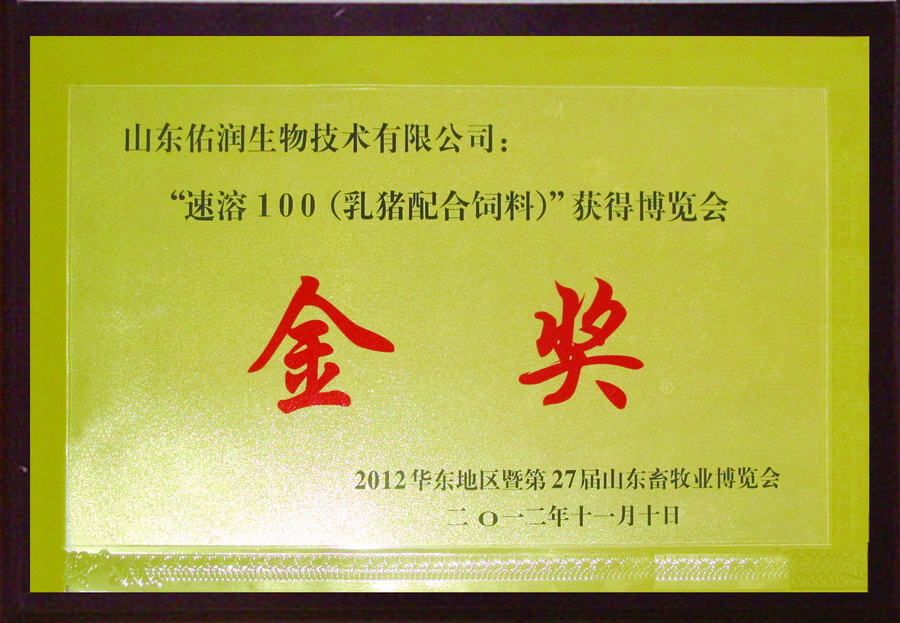 山东佑润生物技术有限公司：
“速溶100（乳猪配合饲料）”获得博览会
金奖
2012华东地区暨第27届山东畜牧业博览会
二〇一二年十一月十日